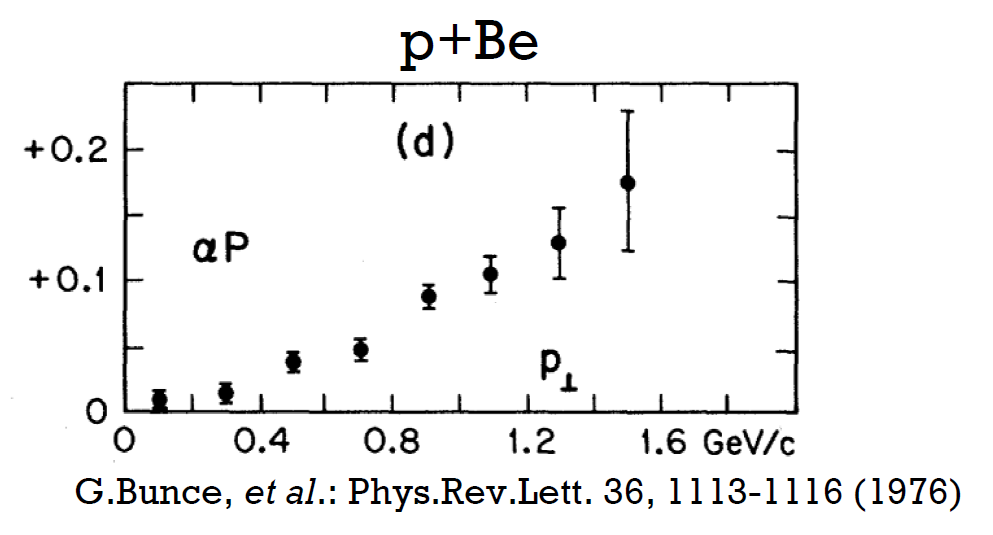 p+Be
(d)
+0.2
αP
+0.1
p⊥
0
0 0.4 0.8 1.2 1.6 GeV/c
G.Bunce, et al.: Phys.Rev.Lett. 36, 1113-1116 (1976)